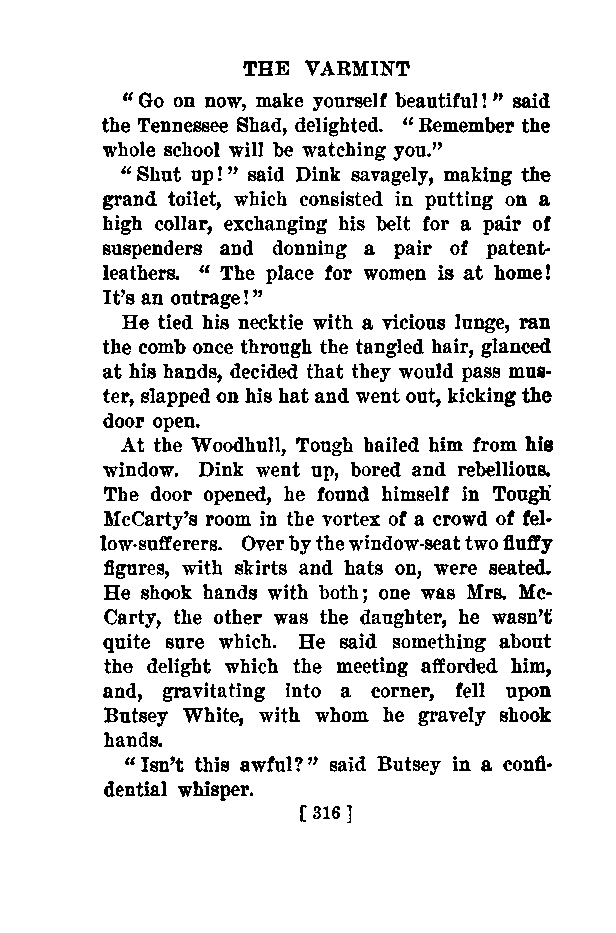 THE VARMINT
“Go on now, make yourself beautiful!” said
the Tennessee Shad, delighted. “Remember the
whole school will be watching you.”
“Shut up!” said Dink savagely, making the
grand toilet, which consisted in putting on a
high collar, exchanging his belt for a pair of
suspenders and donning a pair of patent-
leathers. “The place for women is at home!
It’s an outrage!”
He tied his necktie with a vicious lunge, ran
the comb once through the tangled hair, glanced
at his hands, decided that they would pass mus-
ter, slapped on his hat and went out, kicking the
door open.
At the Woodhull, Tough hailed him from his
window. Dink went up, bored and rebellious.
The door opened, he found himself in Tough
McCarty’s room in the vortex of a crowd of fel-
low-sufferers. Over by the window-seat two fluffy
figures, with skirts and hats on, were seated.
He shook hands with both; one was Mrs. Mc-
Carty, the other was the daughter, he wasn’t
quite sure which. He said something about
the delight which the meeting afforded him,
and, gravitating into a corner, fell upon
Butsey White, with whom he gravely shook
hands.
“Isn’t this awful?” said Butsey in a confi-
dential whisper.
[ 316 ]